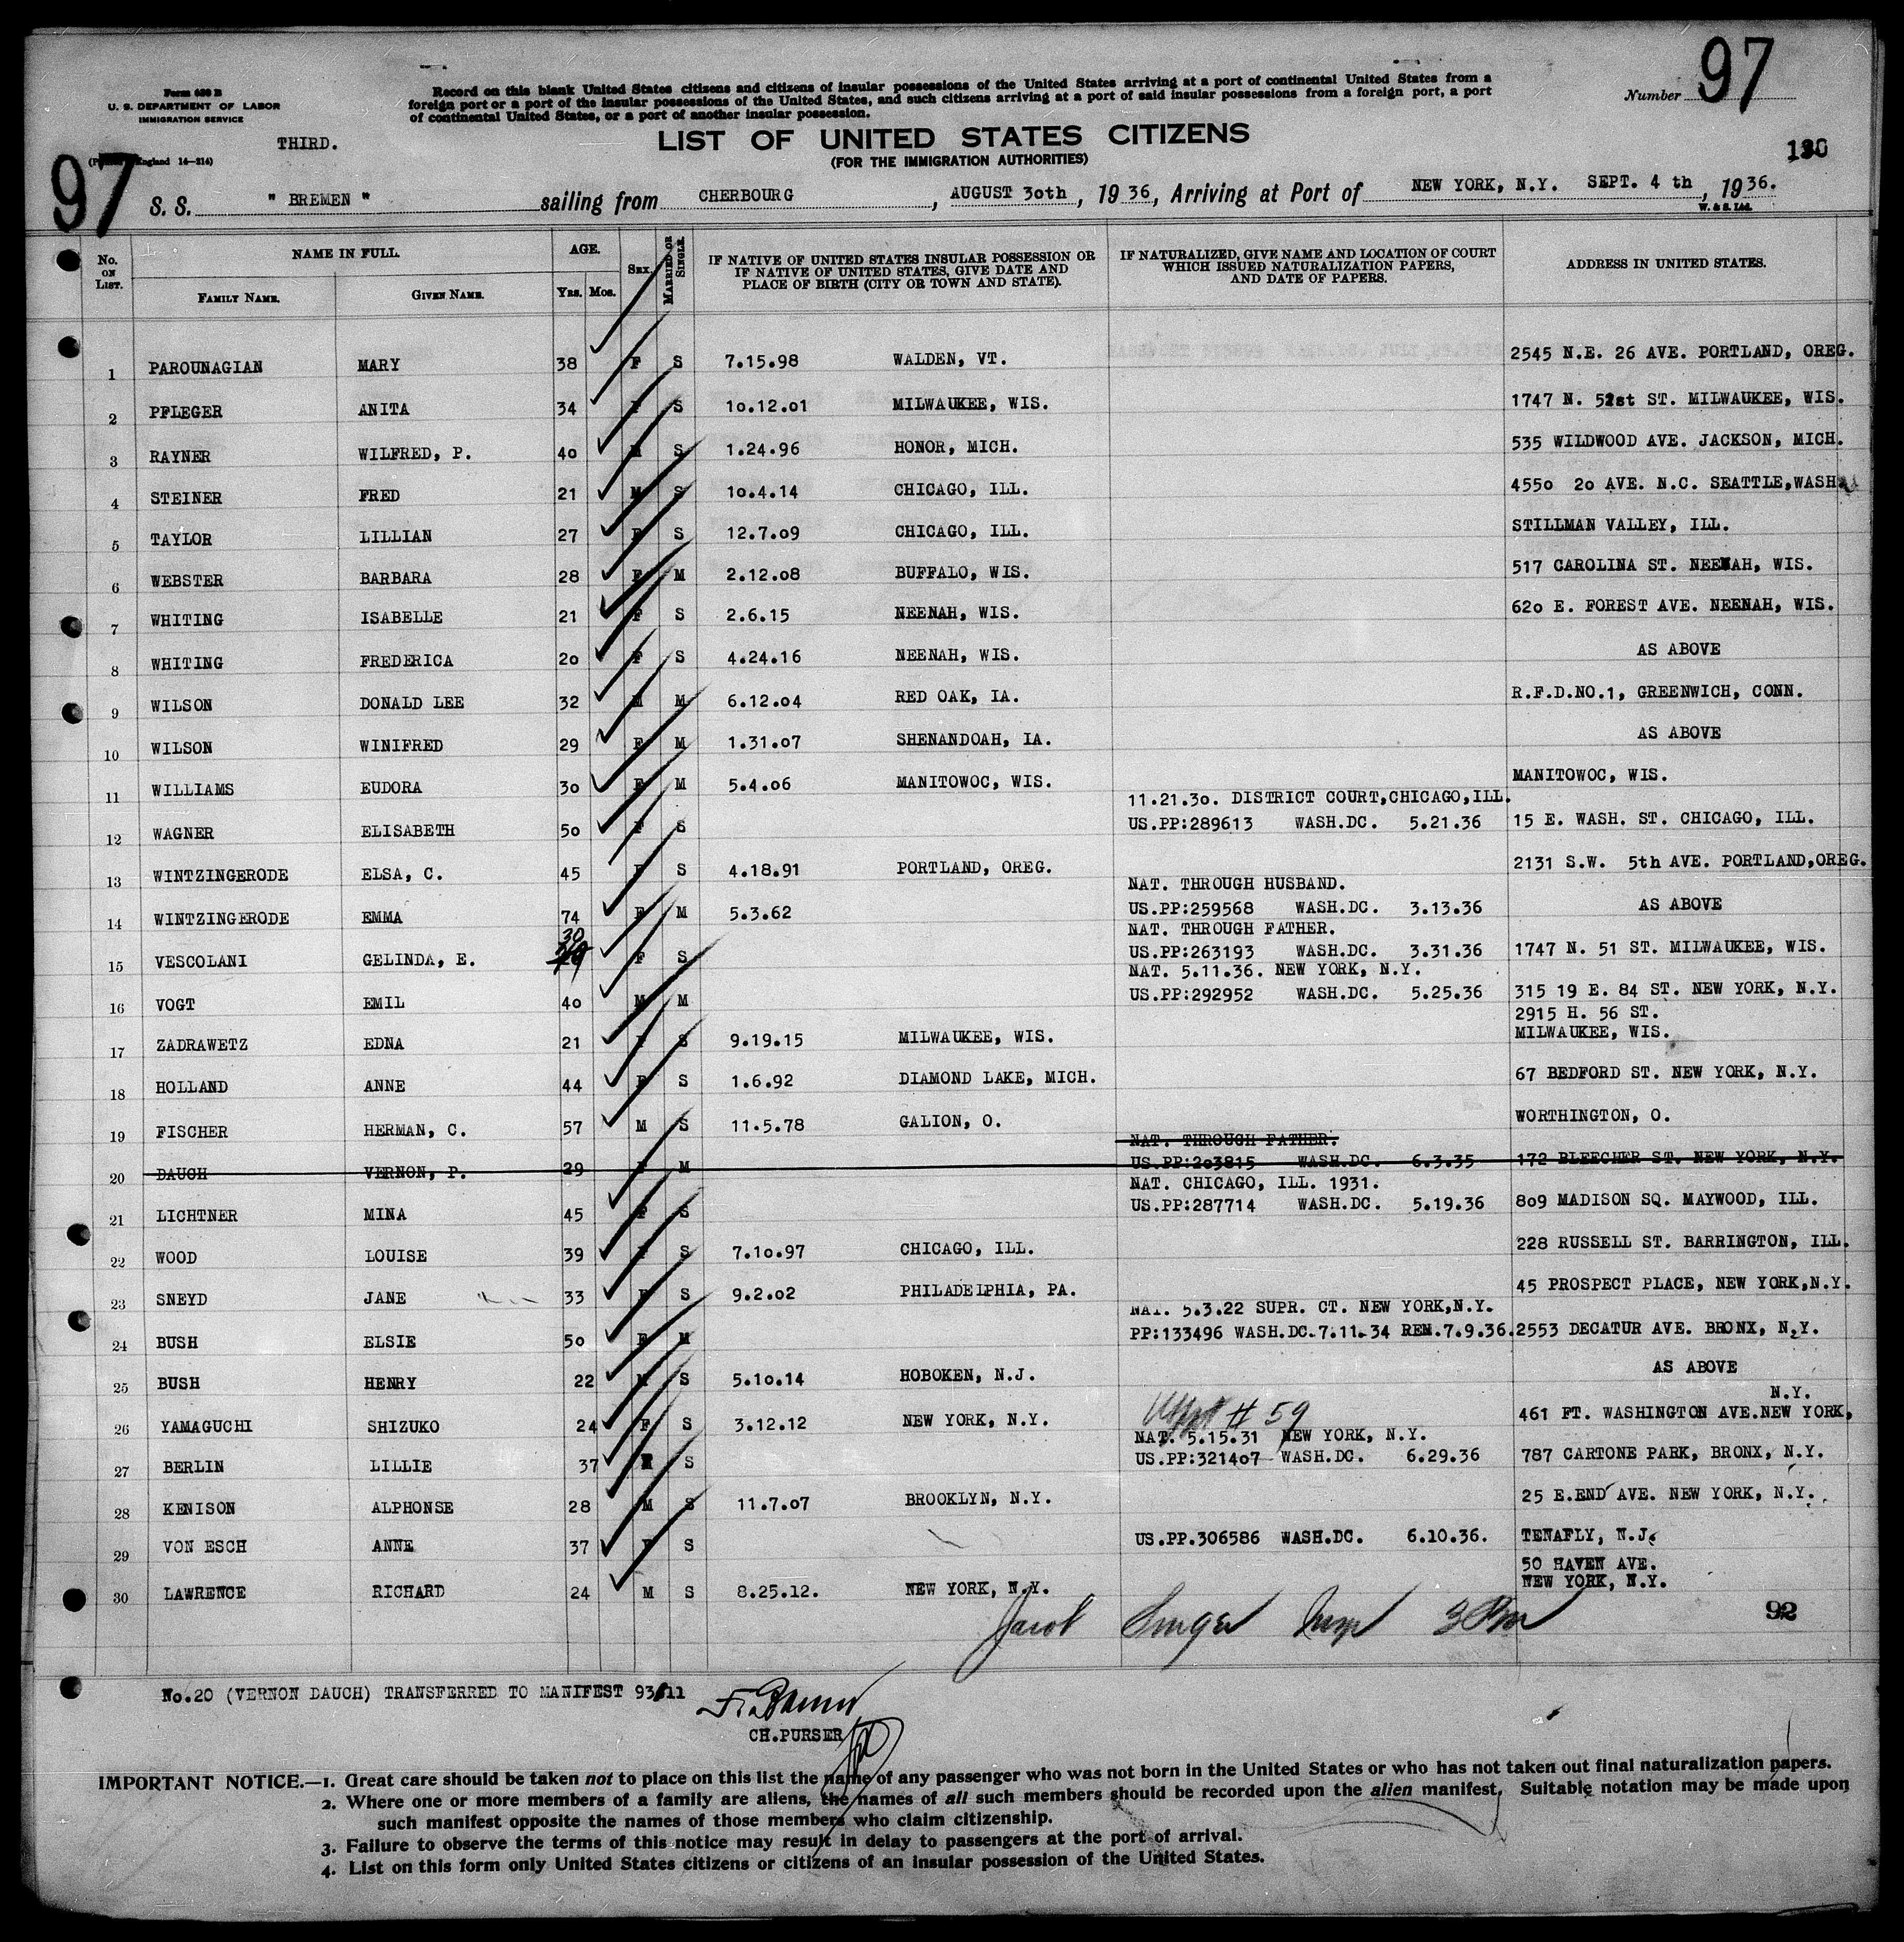 97
Form 630 B
U. S. DEPARTMENT OF LABOR
IMMIGRATION SERVICE
Record on this blank United States citizens and citizens of insular possessions of the United States arriving at a port of continental United States from a
foreign port or a port of the insular possessions of the United States, and such citizens arriving at a port of said insular possessions from a foreign port, a port
of continental United States, or a port of another insular possession.
Number 97
THIRD.
LIST OF UNITED STATES CITIZENS
(FOR THE IMMIGRATION AUTHORITIES)
England 14—214)
130
97
S. S. " BREMEN " sailing from CHERBOURG, AUGUST 30th, 1936, Arriving at Port of NEW YORK, N.Y. SEPT. 4 th, 1936.
W. & S. Ltd.
No. ON LIST. NAME IN FULL. FAMILY NAME. GIVEN NAME. AGE. YRS. MOS. SEX. MARRIED OR SINGLE. IF NATIVE OF UNITED STATES INSULAR POSSESSION OR IF NATIVE OF UNITED STATES, GIVE DATE AND PLACE OF BIRTH (CITY OR TOWN AND STATE). IF NATURALIZED, GIVE NAME AND LOCATION OF COURT WHICH ISSUED NATURALIZATION PAPERS, AND DATE OF PAPERS. ADDRESS IN UNITED STATES.
1 PAROUNAGIAN MARY 38 F S 7.15.98 WALDEN, VT. 2545 N.E. 26 AVE. PORTLAND, OREG.
2 PFLEGER ANITA 34 F S 10.12.01 MILWAUKEE, WIS. 1747 N. 51st ST. MILWAUKEE, WIS.
3 RAYNER WILFRED, P. 40 M S 1.24.96 HONOR, MICH. 535 WILDWOOD AVE. JACKSON, MICH.
4 STEINER FRED 21 M S 10.4.14 CHICAGO, ILL. 4550 20 AVE. N.C. SEATTLE,WASH
5 TAYLOR LILLIAN 27 F S 12.7.09 CHICAGO, ILL. STILLMAN VALLEY, ILL.
6 WEBSTER BARBARA 28 F M 2.12.08 BUFFALO, WIS. 517 CAROLINA ST. NEENAH, WIS.
7 WHITING ISABELLE 21 F S 2.6.15 NEENAH, WIS. 620 E. FOREST AVE. NEENAH, WIS.
8 WHITING FREDERICA 20 F S 4.24.16 NEENAH, WIS. AS ABOVE
9 WILSON DONALD LEE 32 M M 6.12.04 RED OAK, IA. R.F.D.NO.1, GREENWICH, CONN.
10 WILSON WINIFRED 29 F M 1.31.07 SHENANDOAH, IA. AS ABOVE
11 WILLIAMS EUDORA 30 F M 5.4.06 MANITOWOC, WIS. MANITOWOC, WIS.
11.21.30. DISTRICT COURT,CHICAGO,ILL.
12 WAGNER ELISABETH 50 F S US.PP:289613 WASH.DC. 5.21.36 15 E. WASH. ST. CHICAGO, ILL.
13 WINTZINGERODE ELSA, C. 45 F S 4.18.91 PORTLAND, OREG. 2131 S.W. 5th AVE. PORTLAND,OREG.
NAT. THROUGH HUSBAND.
14 WINTZINGERODE EMMA 74 F M 5.3.62 US.PP:259568 WASH.DC. 3.13.36 AS ABOVE
NAT. THROUGH FATHER.
15 VESCOLANI GELINDA, E. 30 F S US.PP:263193 WASH.DC. 3.31.36 1747 N. 51 ST. MILWAUKEE, WIS.
NAT. 5.11.36. NEW YORK, N.Y.
16 VOGT EMIL 40 M M US.PP:292952 WASH.DC. 5.25.36 315 19 E. 84 ST. NEW YORK, N.Y.
2915 H. 56 ST.
17 ZADRAWETZ EDNA 21 F S 9.19.15 MILWAUKEE, WIS. MILWAUKEE, WIS.
18 HOLLAND ANNE 44 F S 1.6.92 DIAMOND LAKE, MICH. 67 BEDFORD ST. NEW YORK, N.Y.
19 FISCHER HERMAN, C. 57 M S 11.5.78 GALION, O. WORTHINGTON, O.
NAT. THROUGH FATHER.
20 DAUCH VERNON, P. 29 F M US.PP:203815 WASH.DC. 6.3.35 172 BLEECHER ST. NEW YORK, N.Y.
NAT. CHICAGO, ILL. 1931.
21 LICHTNER MINA 45 F S US.PP:287714 WASH.DC. 5.19.36 809 MADISON SQ. MAYWOOD, ILL.
22 WOOD LOUISE 39 F S 7.10.97 CHICAGO, ILL. 228 RUSSELL ST. BARRINGTON, ILL.
23 SNEYD JANE 33 F S 9.2.02 PHILADELPHIA, PA. 45 PROSPECT PLACE, NEW YORK,N.Y.
NAT. 5.3.22 SUPR. CT. NEW YORK,N.Y.
24 BUSH ELSIE 50 F M PP:133496 WASH.DC.7.11.34 REN.7.9.36. 2553 DECATUR AVE. BRONX, N.Y.
25 BUSH HENRY 22 M S 5.10.14 HOBOKEN, N.J. AS ABOVE
N.Y.
26 YAMAGUCHI SHIZUKO 24 F S 3.12.12 NEW YORK, N.Y. # 59 461 FT. WASHINGTON AVE.NEW YORK,
NAT. 5.15.31 NEW YORK, N.Y.
27 BERLIN LILLIE 37 F S US.PP:321407 WASH.DC. 6.29.36 787 CARTONE PARK, BRONX, N.Y.
28 KENISON ALPHONSE 28 M S 11.7.07 BROOKLYN, N.Y. 25 E.END AVE. NEW YORK, N.Y.
29 VON ESCH ANNE 37 F S US.PP.306586 WASH.DC. 6.10.36. TENAFLY, N.J.
50 HAVEN AVE.
30 LAWRENCE RICHARD 24 M S 8.25.12. NEW YORK, N.Y. NEW YORK, N.Y.
Jacob Singer Insp
92
No.20 (VERNON DAUCH) TRANSFERRED TO MANIFEST 93/11
CH.PURSER
IMPORTANT NOTICE.—1. Great care should be taken not to place on this list the name of any passenger who was not born in the United States or who has not taken out final naturalization papers.
2. Where one or more members of a family are aliens, the names of all such members should be recorded upon the alien manifest. Suitable notation may be made upon
such manifest opposite the names of those members who claim citizenship.
3. Failure to observe the terms of this notice may result in delay to passengers at the port of arrival.
4. List on this form only United States citizens or citizens of an insular possession of the United States.